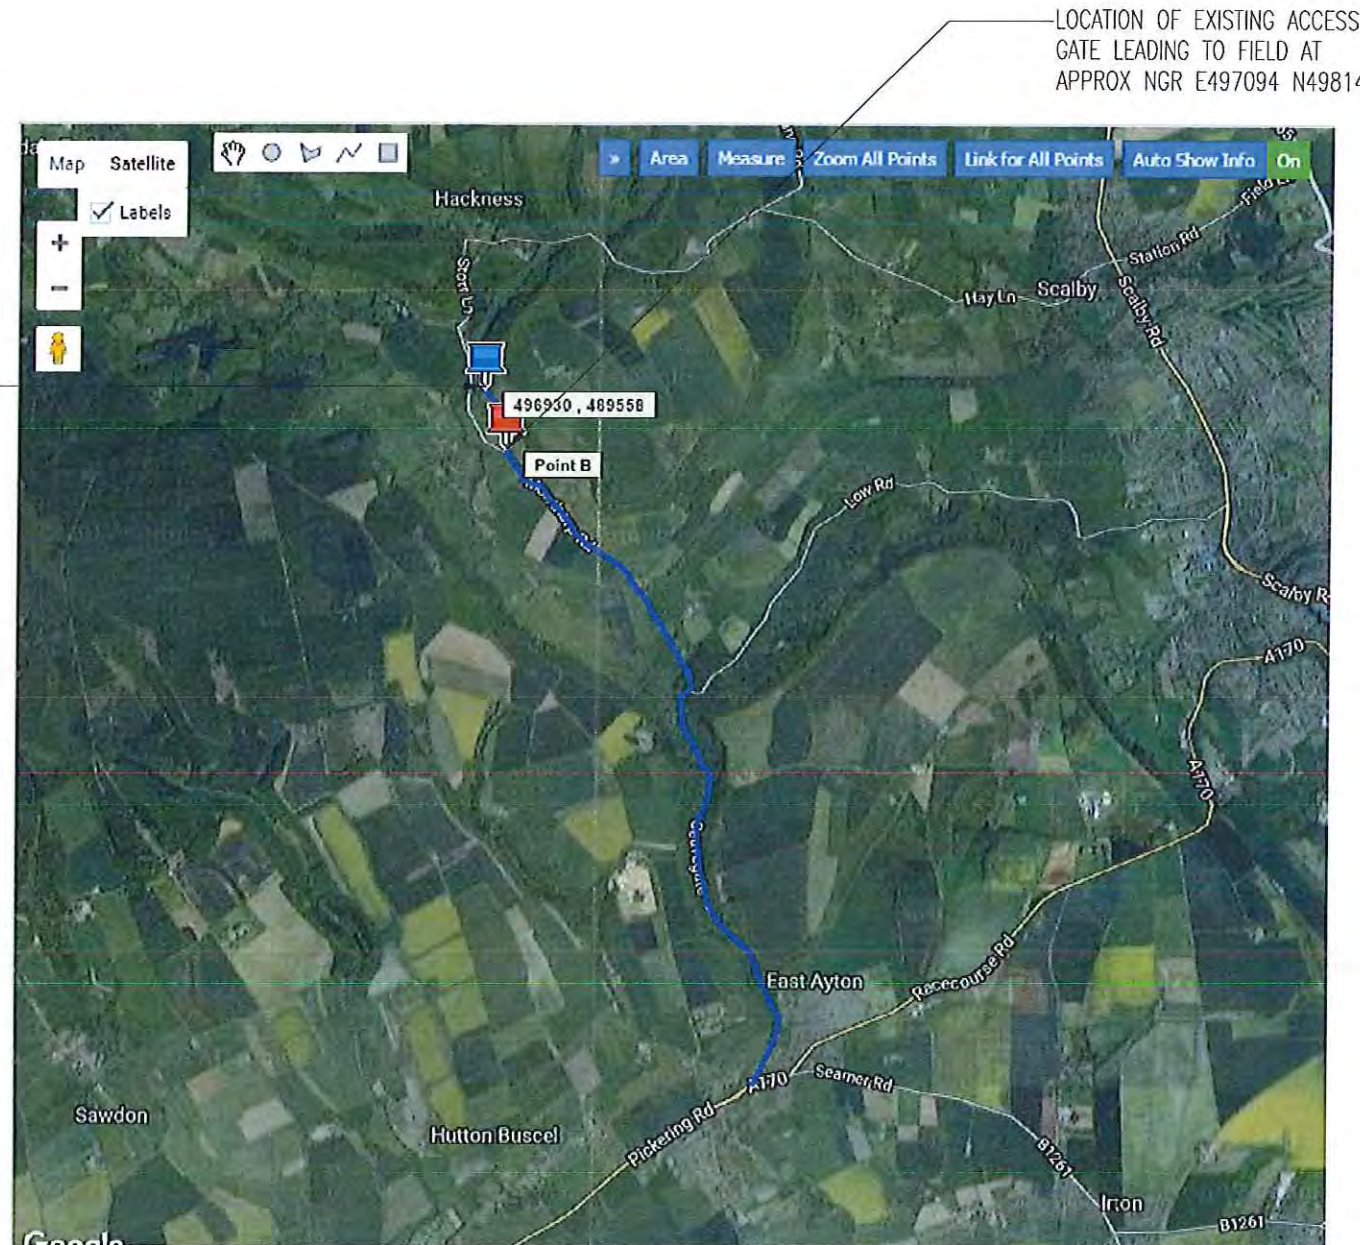 LOCATION OF EXISTING ACCESS
GATE LEADING TO FIELD AT
APPROX NGR E497094 N49814
Map Satellite
Labels
+
−
» Area Measure Zoom All Points Link for All Points Auto Show Info On
Hackness
Storr Ln
Field Ln
Station Rd
Hay Ln Scalby
Scalby Rd
496930 , 489558
Point B
Low Rd
Scalby R
A170
A170
East Ayton
Racecourse Rd
A170
Seamer Rd
Sawdon
Hutton Buscel
Pickering Rd
B1261
Irton
B1261
Google